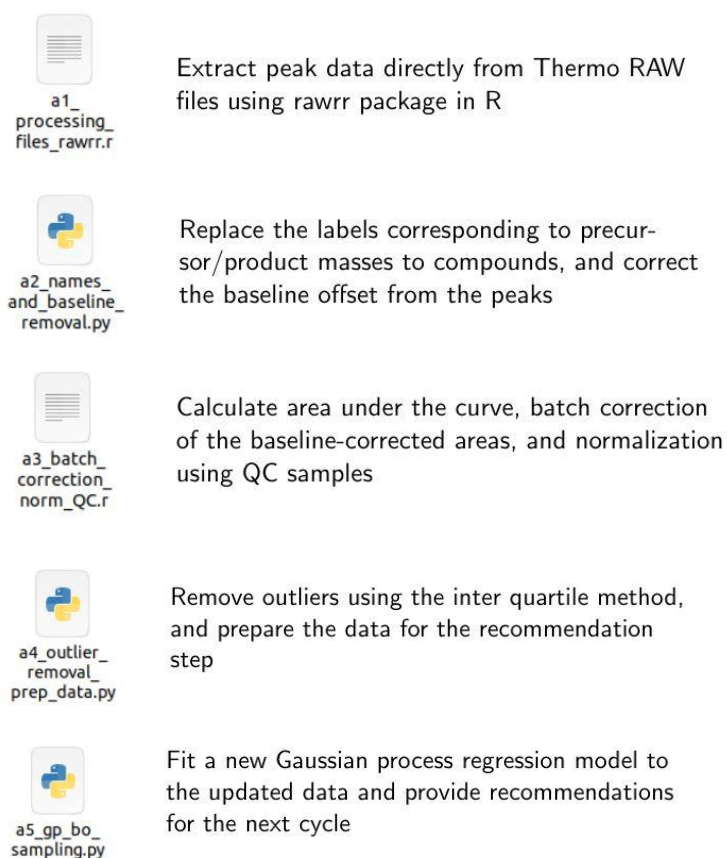 a1_
processing_
files_rawrr.r
Extract peak data directly from Thermo RAW
files using rawrr package in R
a2_names_
and_baseline_
removal.py
Replace the labels corresponding to precur-
sor/product masses to compounds, and correct
the baseline offset from the peaks
a3_batch_
correction_
norm_QC.r
Calculate area under the curve, batch correction
of the baseline-corrected areas, and normalization
using QC samples
a4_outlier_
removal_
prep_data.py
Remove outliers using the inter quartile method,
and prepare the data for the recommendation
step
a5_gp_bo_
sampling.py
Fit a new Gaussian process regression model to
the updated data and provide recommendations
for the next cycle